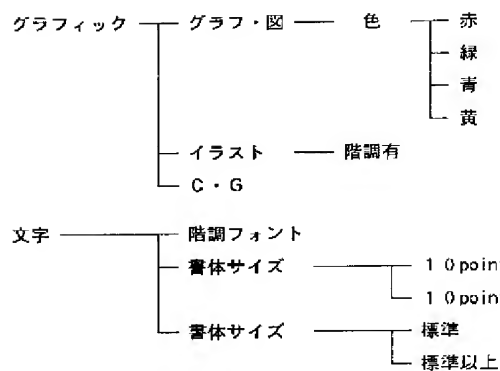 グラフィック グラフ・図 色 赤
緑
青
黄
イラスト 階調有
C・G
文字 階調フォント
書体サイズ 10poin
10poin
書体サイズ 標準
標準以上